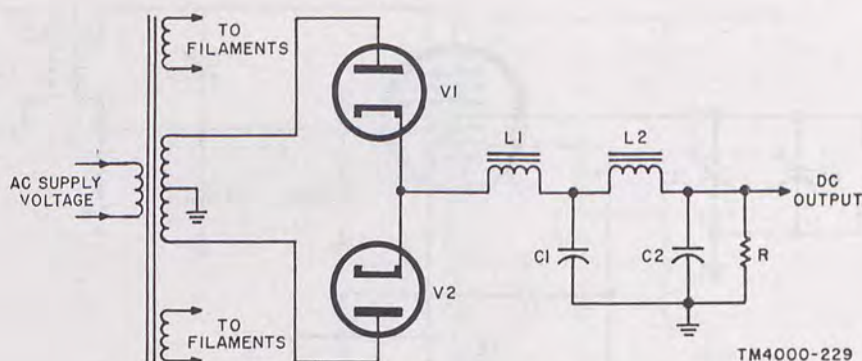 TO
FILAMENTS
V1
L1
L2
AC SUPPLY
VOLTAGE
DC
OUTPUT
C1
C2
R
V2
TO
FILAMENTS
TM4000-229